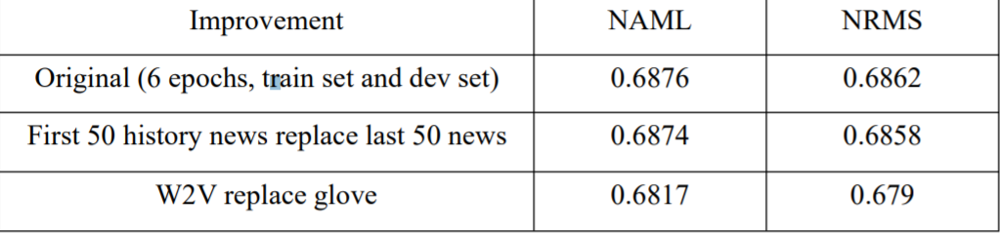 Improvement NAML NRMS
Original (6 epochs, train set and dev set) 0.6876 0.6862
First 50 history news replace last 50 news 0.6874 0.6858
W2V replace glove 0.6817 0.679